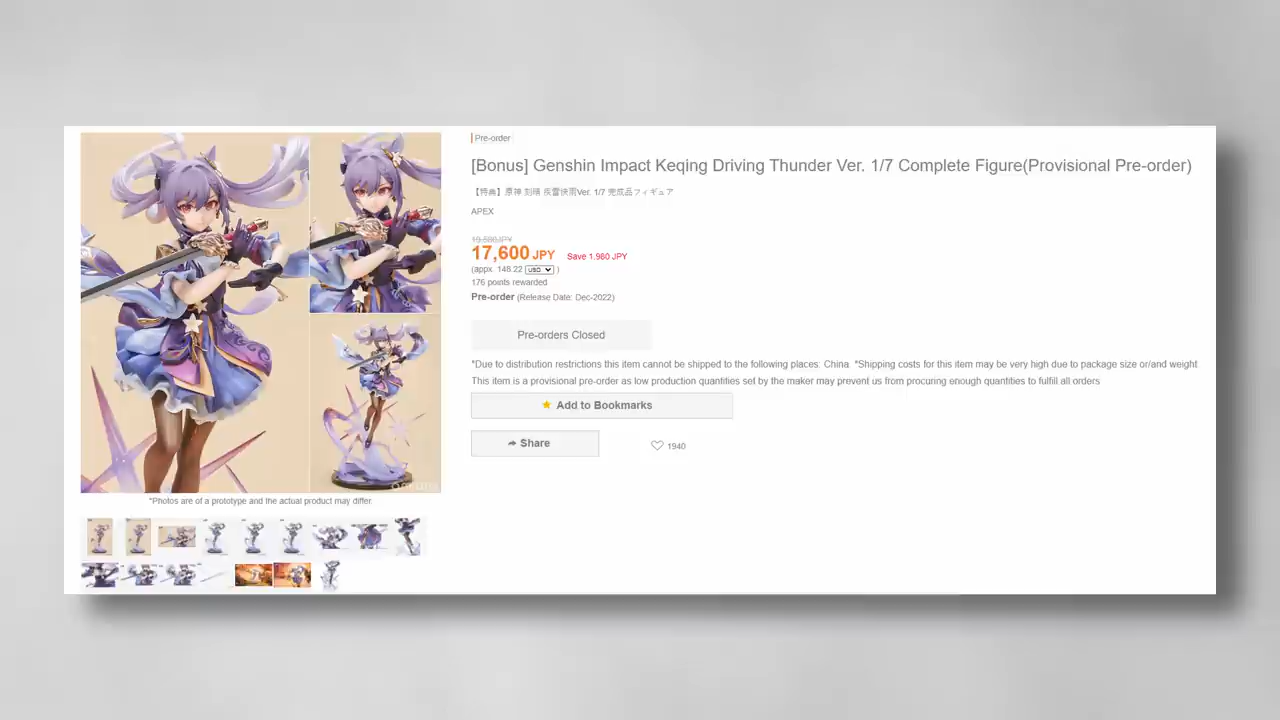 Pre-order
[Bonus] Genshin Impact Keqing Driving Thunder Ver. 1/7 Complete Figure(Provisional Pre-order)
【特典】原神 刻晴 疾雷快雨Ver. 1/7 完成品フィギュア
APEX
19,580JPY
17,600 JPY Save 1,980 JPY
(appx. 148.22 USD )
176 points rewarded
Pre-order (Release Date: Dec-2022)
Pre-orders Closed
*Due to distribution restrictions this item cannot be shipped to the following places: China *Shipping costs for this item may be very high due to package size or/and weight
This item is a provisional pre-order as low production quantities set by the maker may prevent us from procuring enough quantities to fulfill all orders
Add to Bookmarks
Share
1940
*Photos are of a prototype and the actual product may differ.